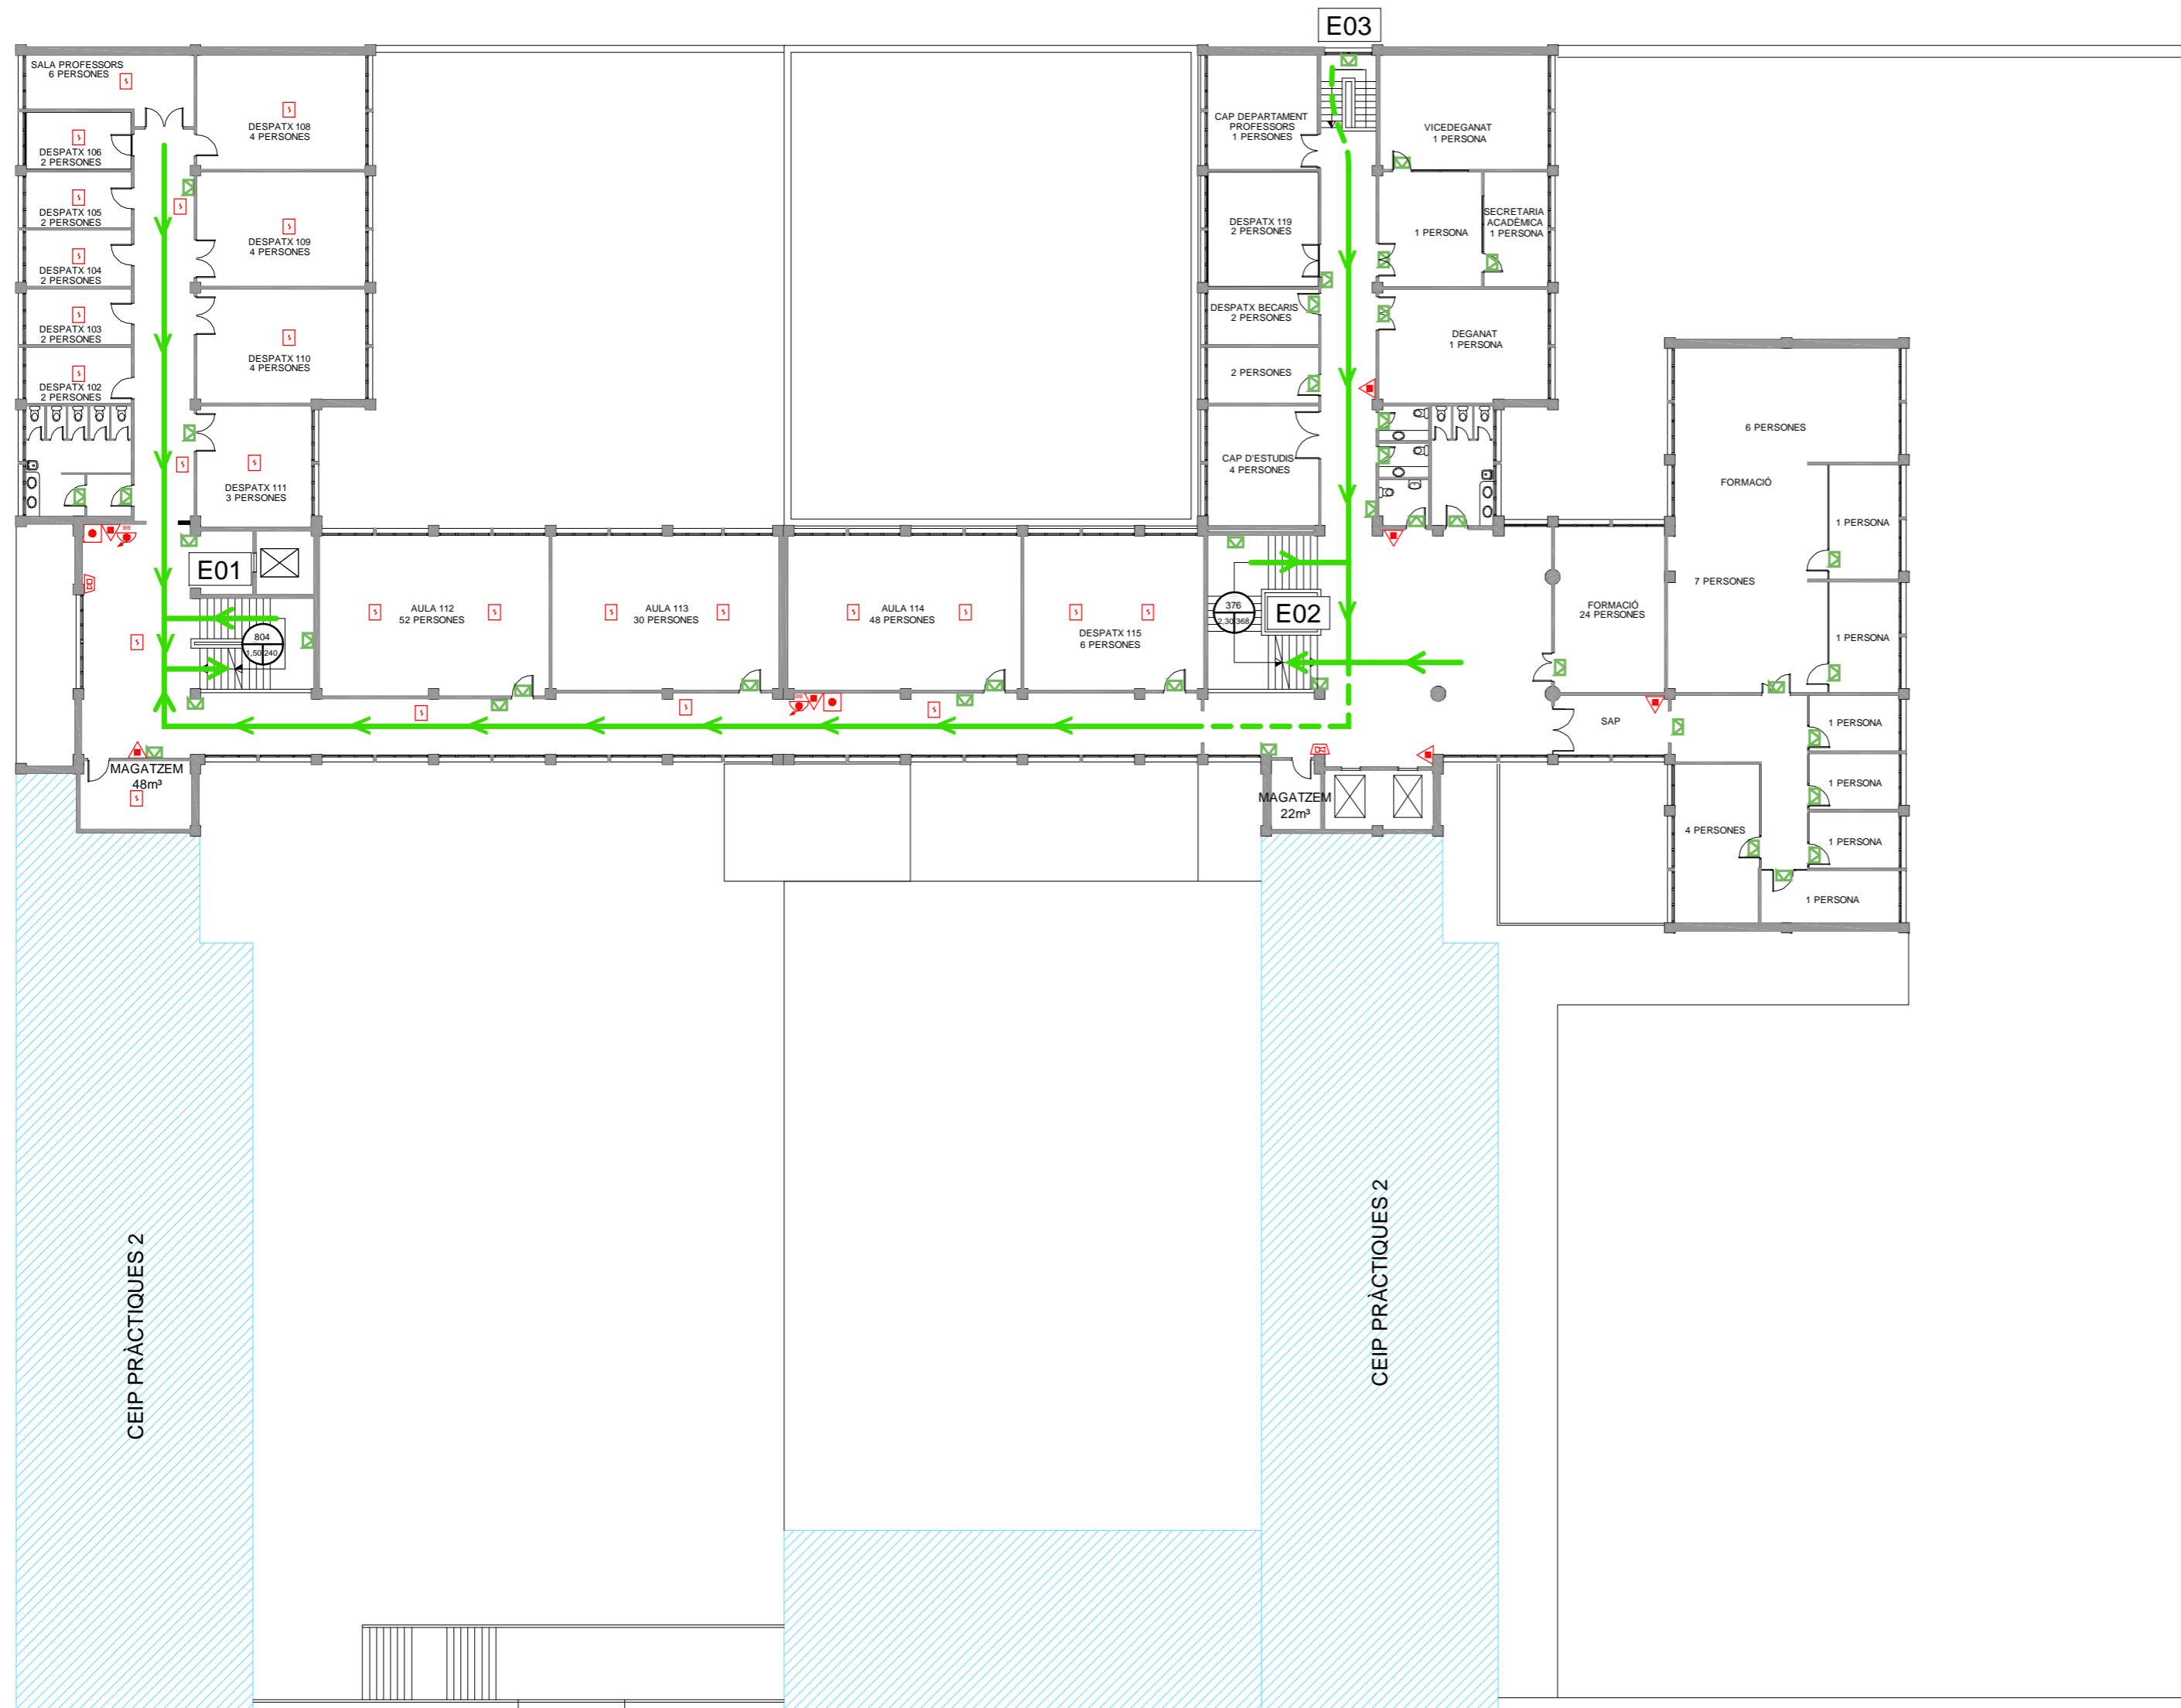 E03
SALA PROFESSORS
6 PERSONES
DESPATX 108
4 PERSONES
CAP DEPARTAMENT
PROFESSORS
1 PERSONES
VICEDEGANAT
1 PERSONA
DESPATX 106
2 PERSONES
DESPATX 105
2 PERSONES
DESPATX 109
4 PERSONES
DESPATX 119
2 PERSONES
1 PERSONA
SECRETARIA
ACADÈMICA
1 PERSONA
DESPATX 104
2 PERSONES
DESPATX 103
2 PERSONES
DESPATX 110
4 PERSONES
DESPATX BECARIS
2 PERSONES
DEGANAT
1 PERSONA
DESPATX 102
2 PERSONES
2 PERSONES
6 PERSONES
DESPATX 111
3 PERSONES
CAP D'ESTUDIS
4 PERSONES
FORMACIÓ
1 PERSONA
E01
7 PERSONES
AULA 112
52 PERSONES
AULA 113
30 PERSONES
AULA 114
48 PERSONES
DESPATX 115
6 PERSONES
376
2,30 368
E02
FORMACIÓ
24 PERSONES
804
1,50 240
1 PERSONA
SAP
1 PERSONA
MAGATZEM
48m³
MAGATZEM
22m³
1 PERSONA
4 PERSONES
1 PERSONA
1 PERSONA
CEIP PRÀCTIQUES 2
CEIP PRÀCTIQUES 2